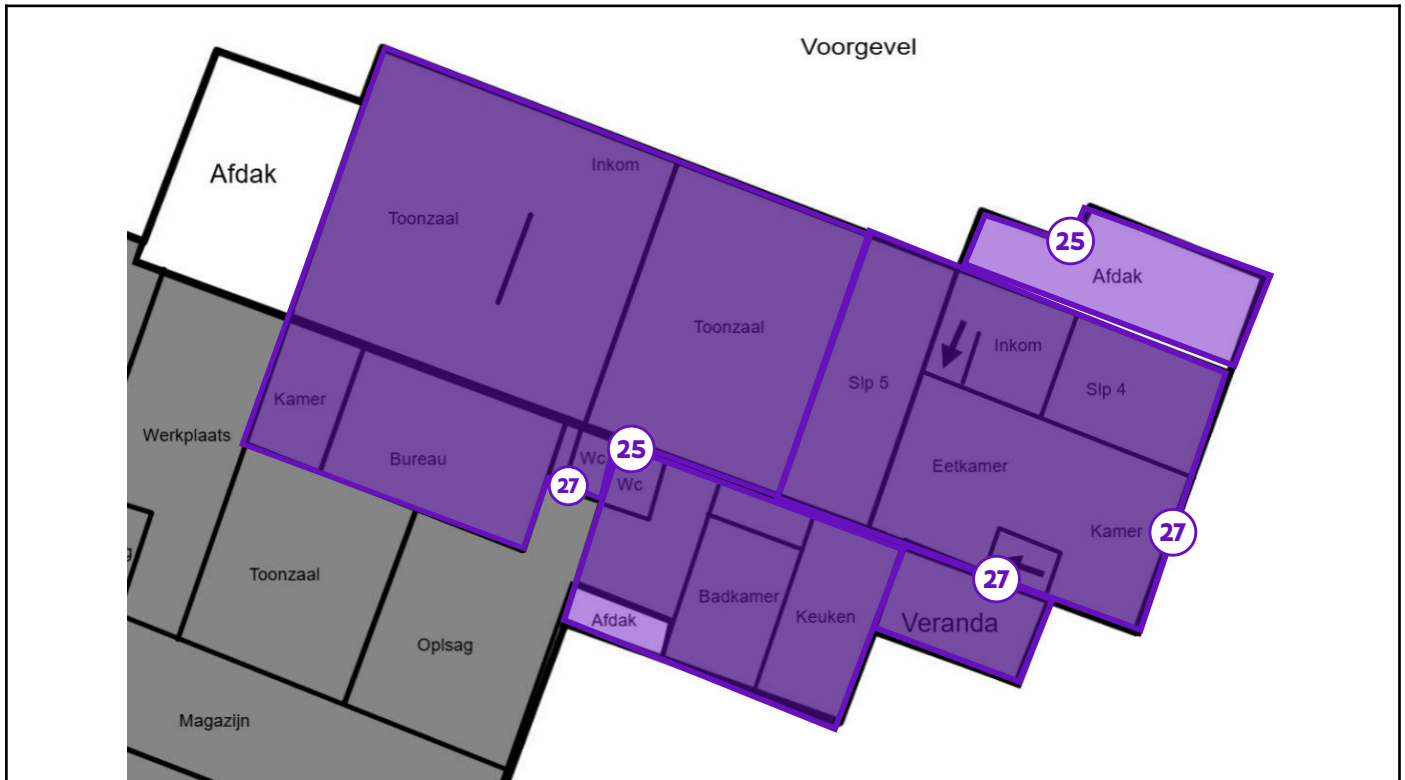 Voorgevel
Afdak
Inkom
Toonzaal
25
Afdak
Toonzaal
Inkom
Slp 5
Slp 4
Kamer
Werkplaats
Bureau
Wc
25
Wc
27
Eetkamer
Kamer
27
g
Toonzaal
27
Badkamer
Keuken
Veranda
Afdak
Oplsag
Magazijn